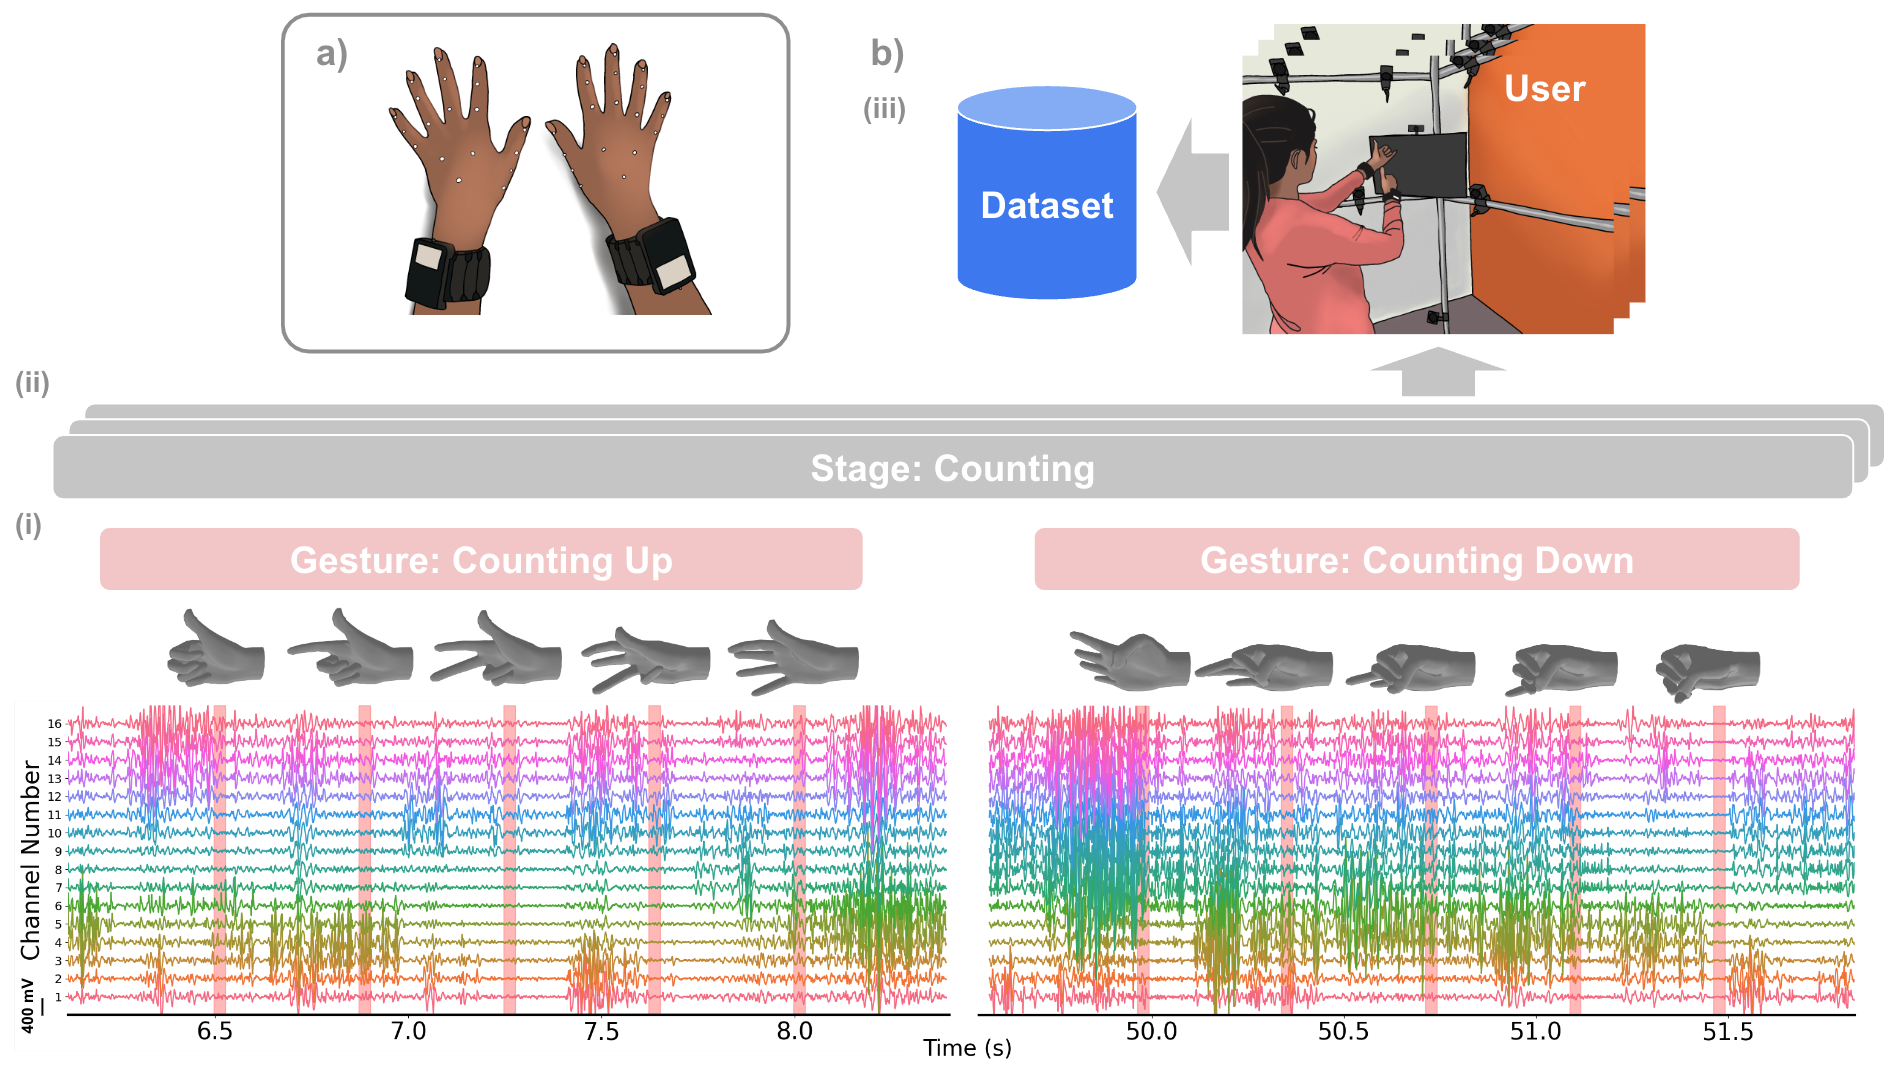 a)
b)
(iii)
Dataset
User
(ii)
Stage: Counting
(i)
Gesture: Counting Up
Gesture: Counting Down
Channel Number
16
15
14
13
12
11
10
9
8
7
6
5
4
3
2
1
400 mV
6.5 7.0 7.5 8.0
50.0 50.5 51.0 51.5
Time (s)